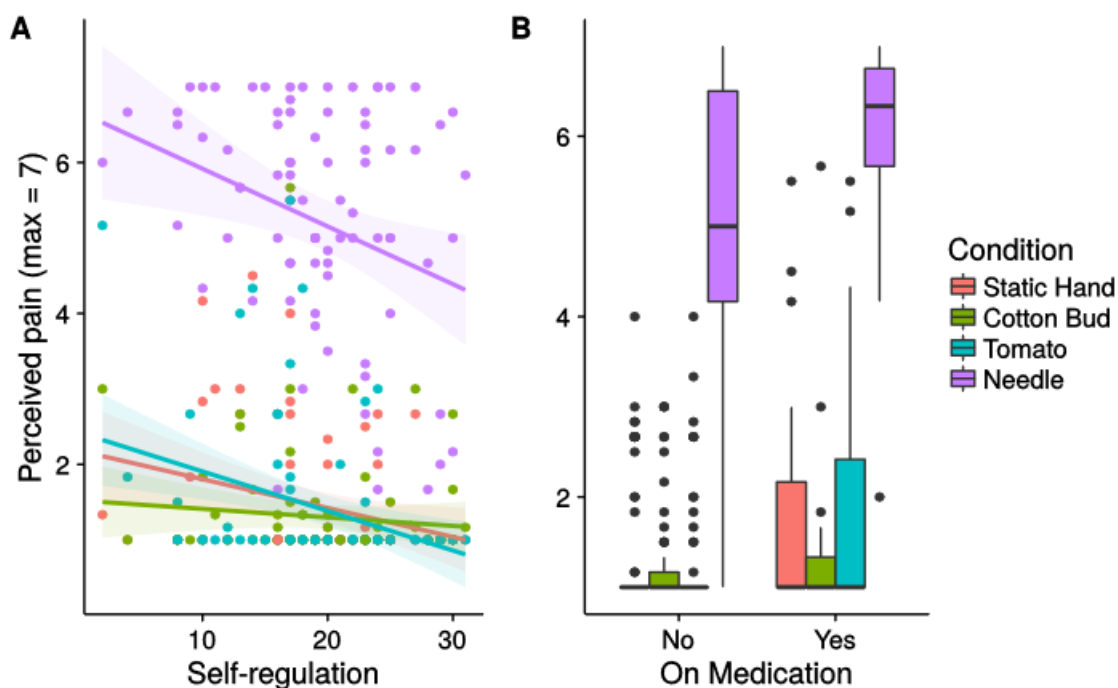 A
B
Perceived pain (max = 7)
6
4
2
10
20
30
Self-regulation
6
4
2
No
Yes
On Medication
Condition
Static Hand
Cotton Bud
Tomato
Needle